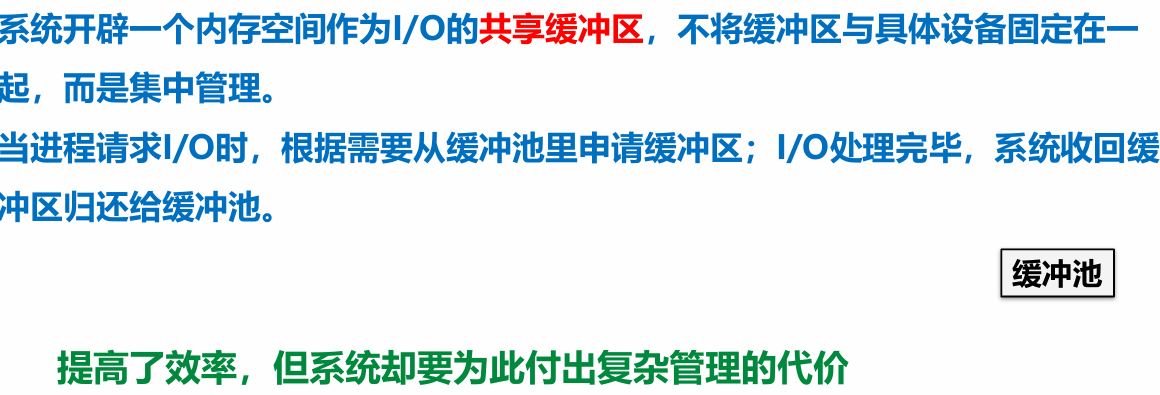 系统开辟一个内存空间作为I/O的共享缓冲区，不将缓冲区与具体设备固定在一
起，而是集中管理。
当进程请求I/O时，根据需要从缓冲池里申请缓冲区；I/O处理完毕，系统收回缓
冲区归还给缓冲池。
缓冲池
提高了效率，但系统却要为此付出复杂管理的代价